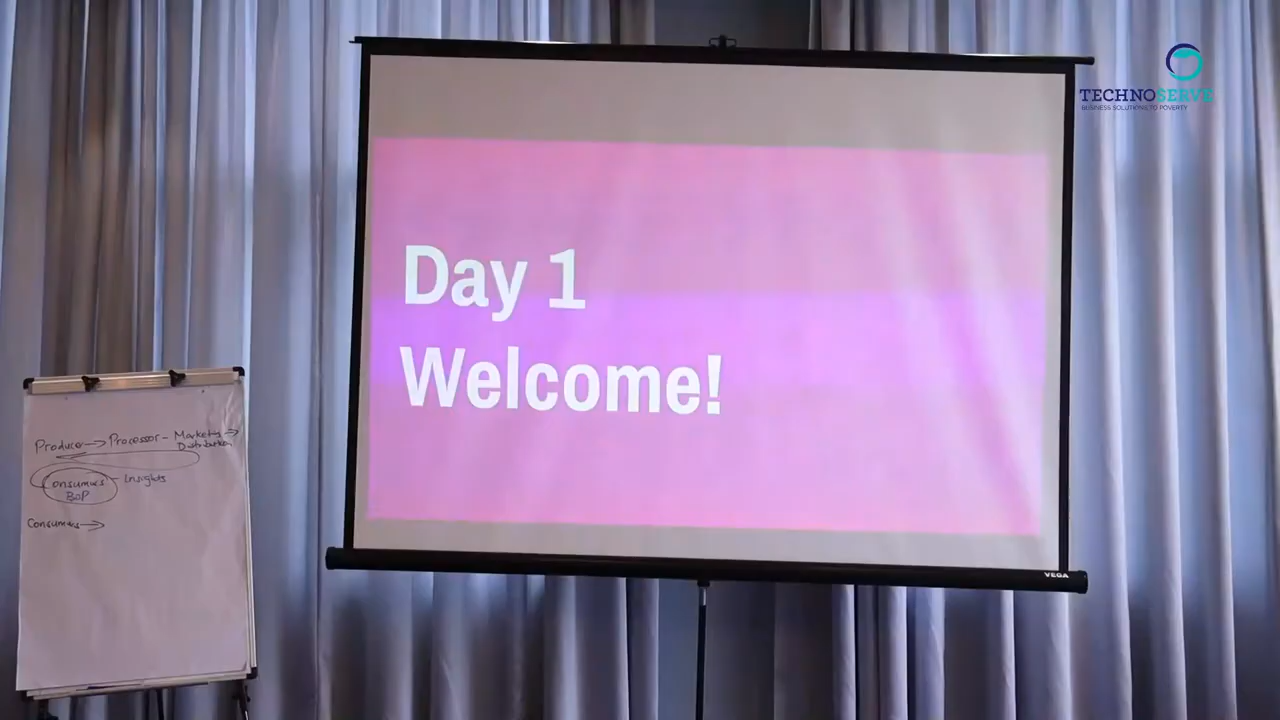 TECHNOSERVE
BUSINESS SOLUTIONS TO POVERTY
Day 1
Welcome!
VEGA
Producer → Processor - Marketing →
Distribution
Consumers - Insights
BoP
Consumers →